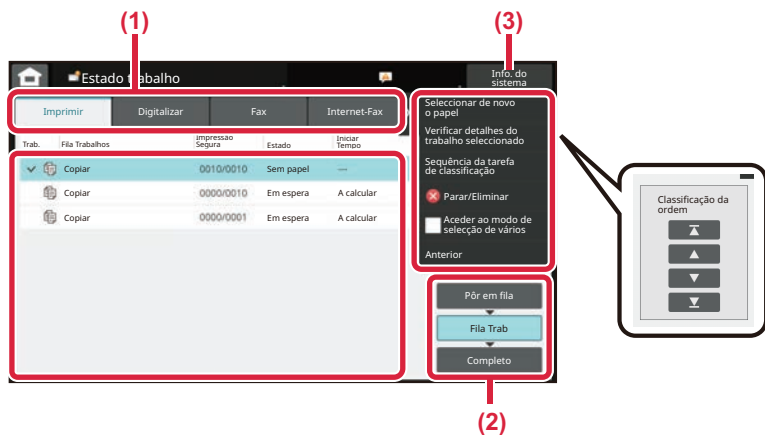 (1)
(3)
Estado trabalho
Info. do
sistema
Imprimir
Digitalizar
Fax
Internet-Fax
Trab.
Fila Trabalhos
Impressão
Segura
Estado
Iniciar
Tempo
Copiar
0010/0010
Sem papel
—
Copiar
0000/0010
Em espera
A calcular
Copiar
0000/0001
Em espera
A calcular
Seleccionar de novo
o papel
Verificar detalhes do
trabalho seleccionado
Sequência da tarefa
de classificação
Parar/Eliminar
Aceder ao modo de
selecção de vários
Anterior
Pôr em fila
Fila Trab
Completo
Classificação da
ordem
(2)